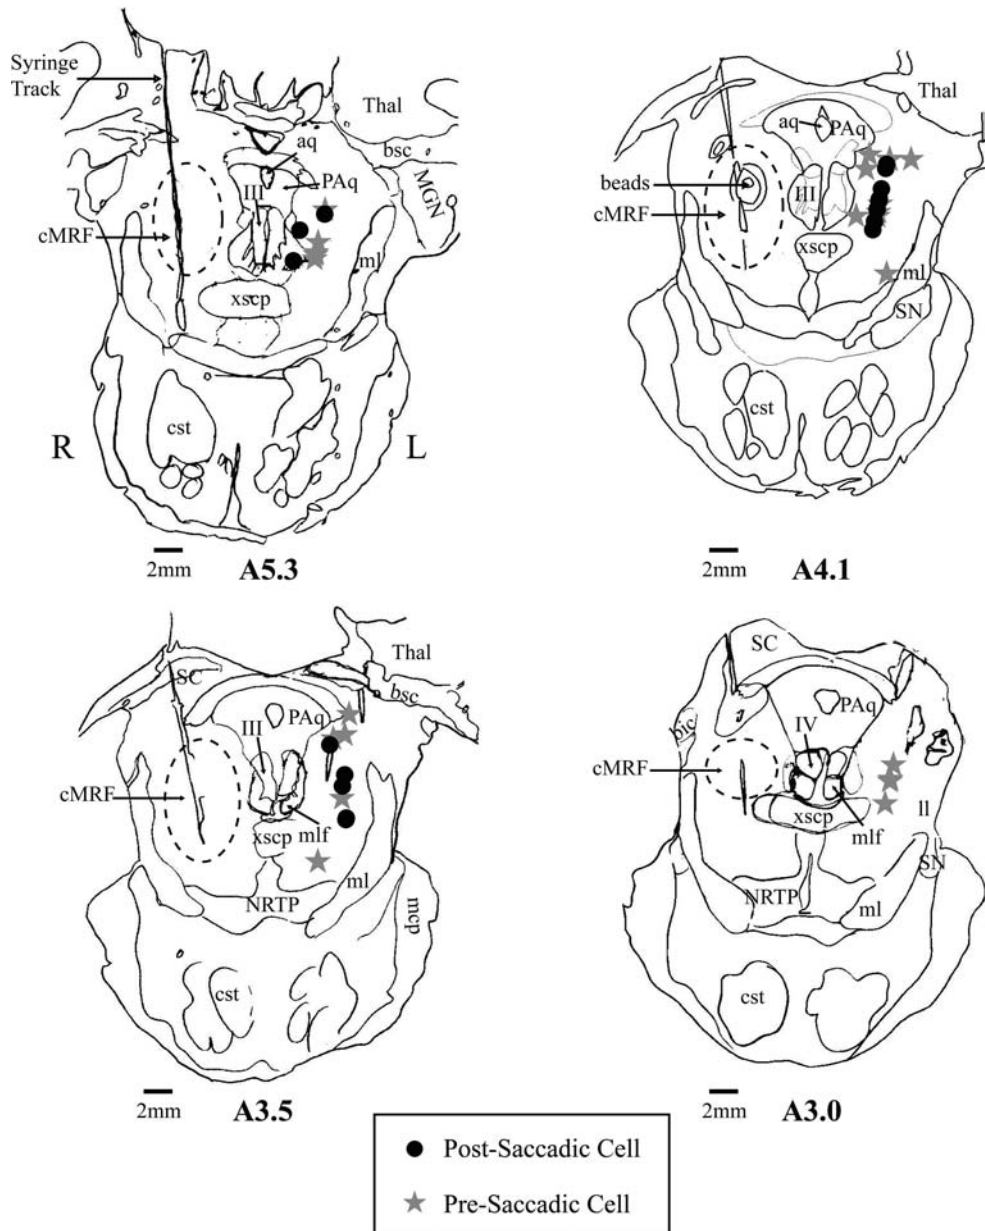 Syringe
Track
Thal
bsc
aq
PAq
MGN
III
cMRF
ml
xscp
cst
R
L
2mm
A5.3
Thal
aq
PAq
beads
III
cMRF
xscp
ml
SN
cst
2mm
A4.1
SC
Thal
bsc
PAq
III
cMRF
xscp
mlf
ml
NRTP
mcp
cst
2mm
A3.5
SC
PAq
bic
IV
cMRF
xscp
mlf
ll
SN
NRTP
ml
cst
2mm
A3.0
Post-Saccadic Cell
Pre-Saccadic Cell